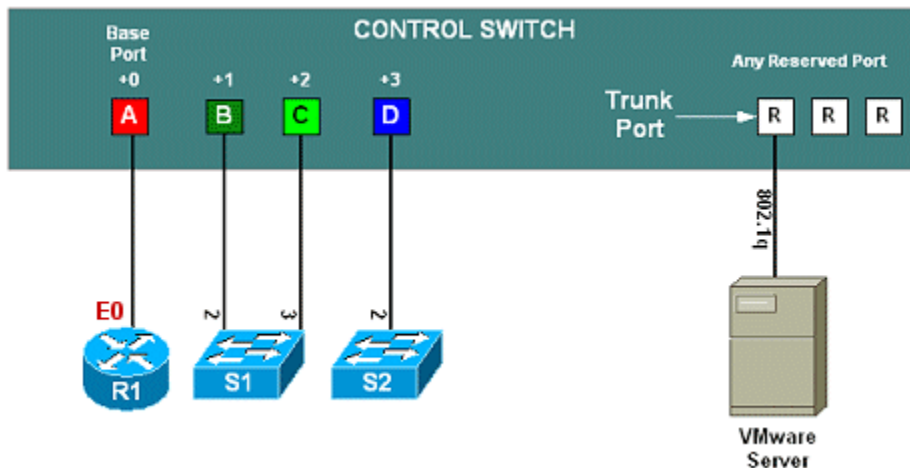 CONTROL SWITCH
Base
Port
+0
+1
+2
+3
Any Reserved Port
A
B
C
D
Trunk
Port
R
R
R
802.1q
E0
2
3
2
R1
S1
S2
VMware
Server